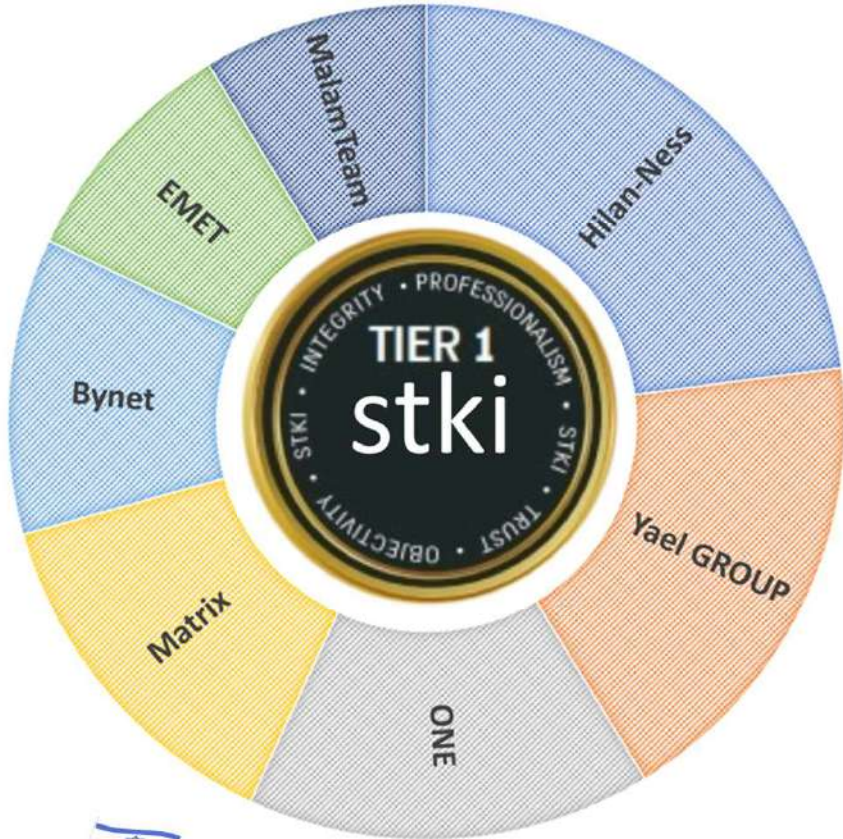 Hilan-Ness
Yael GROUP
ONE
Matrix
Bynet
EMET
MalamTeam
TIER 1
stki
INTEGRITY • PROFESSIONALISM • STKI • TRUST • OBJECTIVITY • STKI •